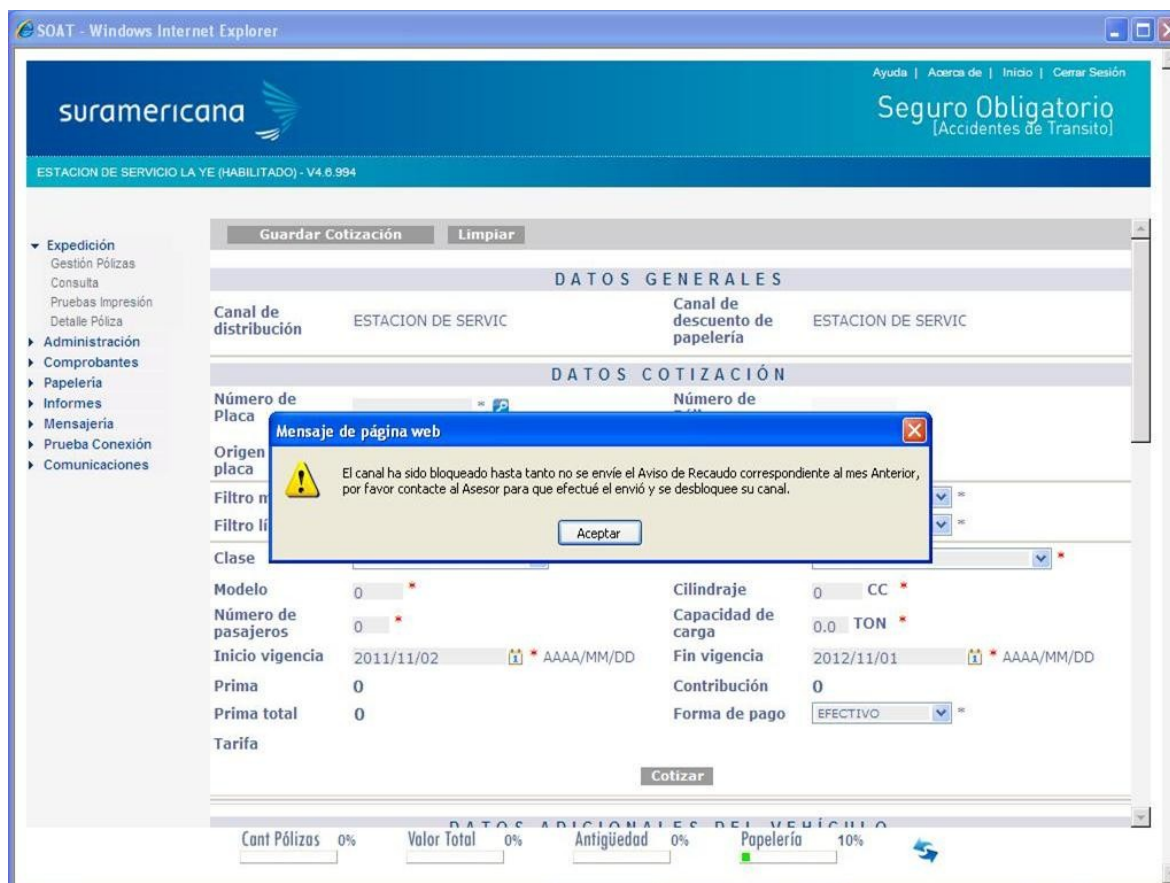 SOAT - Windows Internet Explorer
Ayuda | Acerca de | Inicio | Cerrar Sesión
suramericana
Seguro Obligatorio
[Accidentes de Transito]
ESTACION DE SERVICIO LA YE (HABILITADO) - V4.6.994
Guardar Cotización Limpiar
Expedición
Gestión Pólizas
Consulta
Pruebas Impresión
Detalle Póliza
Administración
Comprobantes
Papelería
Informes
Mensajería
Prueba Conexión
Comunicaciones
DATOS GENERALES
Canal de distribución ESTACION DE SERVIC Canal de descuento de papelería ESTACION DE SERVIC
DATOS COTIZACIÓN
Número de Placa * Número de
Mensaje de página web
El canal ha sido bloqueado hasta tanto no se envíe el Aviso de Recaudo correspondiente al mes Anterior,
por favor contacte al Asesor para que efectué el envió y se desbloquee su canal.
Aceptar
Origen placa
Filtro *
Filtro *
Clase *
Modelo 0 * Cilindraje 0 CC *
Número de pasajeros 0 * Capacidad de carga 0.0 TON *
Inicio vigencia 2011/11/02 * AAAA/MM/DD Fin vigencia 2012/11/01 * AAAA/MM/DD
Prima 0 Contribución 0
Prima total 0 Forma de pago EFECTIVO *
Tarifa
Cotizar
DATOS ADICIONALES DEL VEHÍCULO
Cant Pólizas 0% Valor Total 0% Antigüedad 0% Papelería 10%